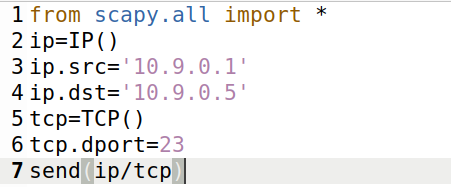 1 from scapy.all import *
2 ip=IP()
3 ip.src='10.9.0.1'
4 ip.dst='10.9.0.5'
5 tcp=TCP()
6 tcp.dport=23
7 send(ip/tcp)